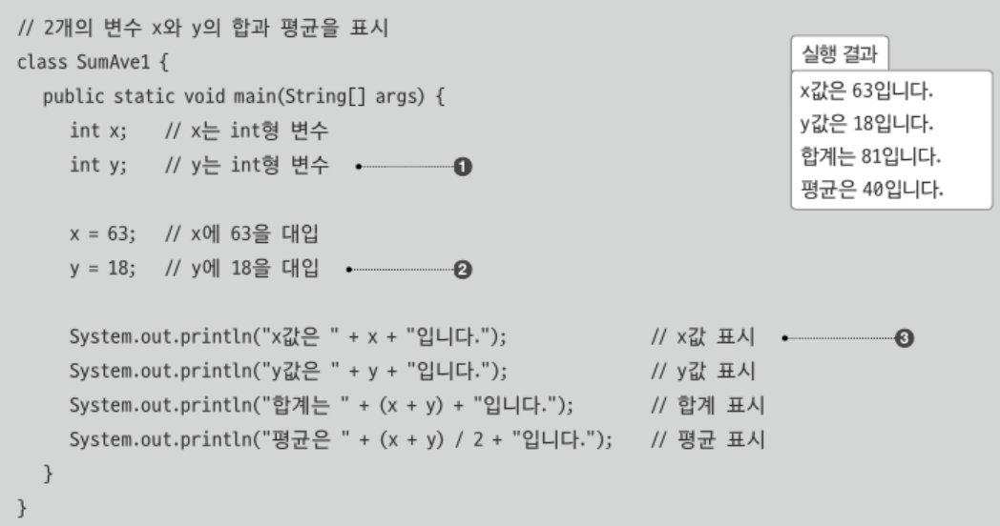 // 2개의 변수 x와 y의 합과 평균을 표시
class SumAve1 {
public static void main(String[] args) {
int x; // x는 int형 변수
int y; // y는 int형 변수 ❶
x = 63; // x에 63을 대입
y = 18; // y에 18을 대입 ❷
System.out.println("x값은 " + x + "입니다."); // x값 표시 ❸
System.out.println("y값은 " + y + "입니다."); // y값 표시
System.out.println("합계는 " + (x + y) + "입니다."); // 합계 표시
System.out.println("평균은 " + (x + y) / 2 + "입니다."); // 평균 표시
}
}
실행 결과
x값은 63입니다.
y값은 18입니다.
합계는 81입니다.
평균은 40입니다.